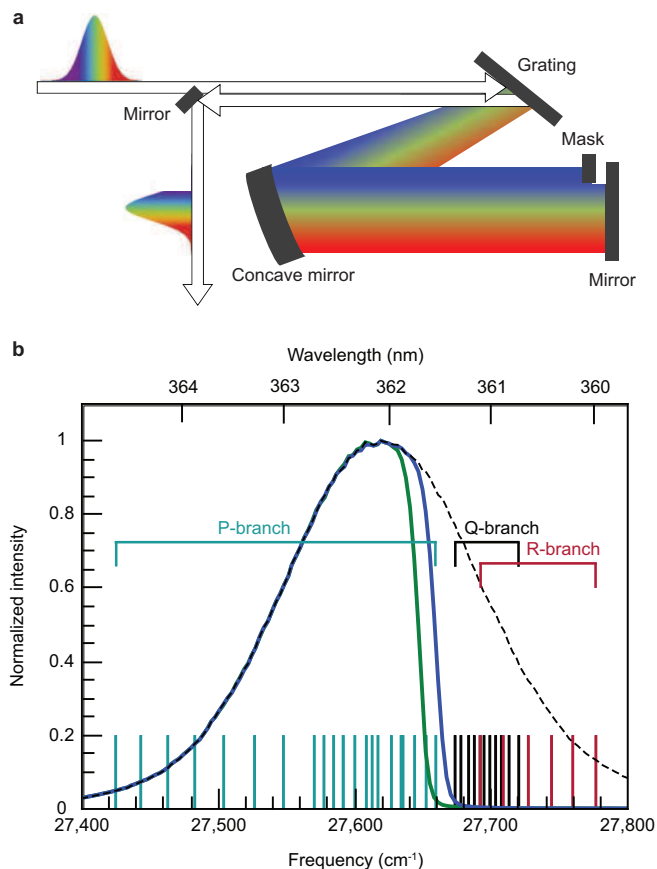 a
Grating
Mirror
Mask
Concave mirror
Mirror
b
Wavelength (nm)
364 363 362 361 360
1
0.8
0.6
0.4
0.2
0
Normalized intensity
P-branch
Q-branch
R-branch
27,400 27,500 27,600 27,700 27,800
Frequency (cm⁻¹)